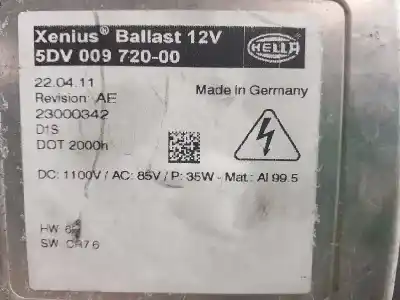 Xenius® Ballast 12V
5DV 009 720-00
HELLA
22.04.11
Revision: AE
23000342
D1S
DOT 2000h
Made in Germany
DC: 1100V / AC: 85V / P: 35W - Mat.: Al 99.5
HW
SW